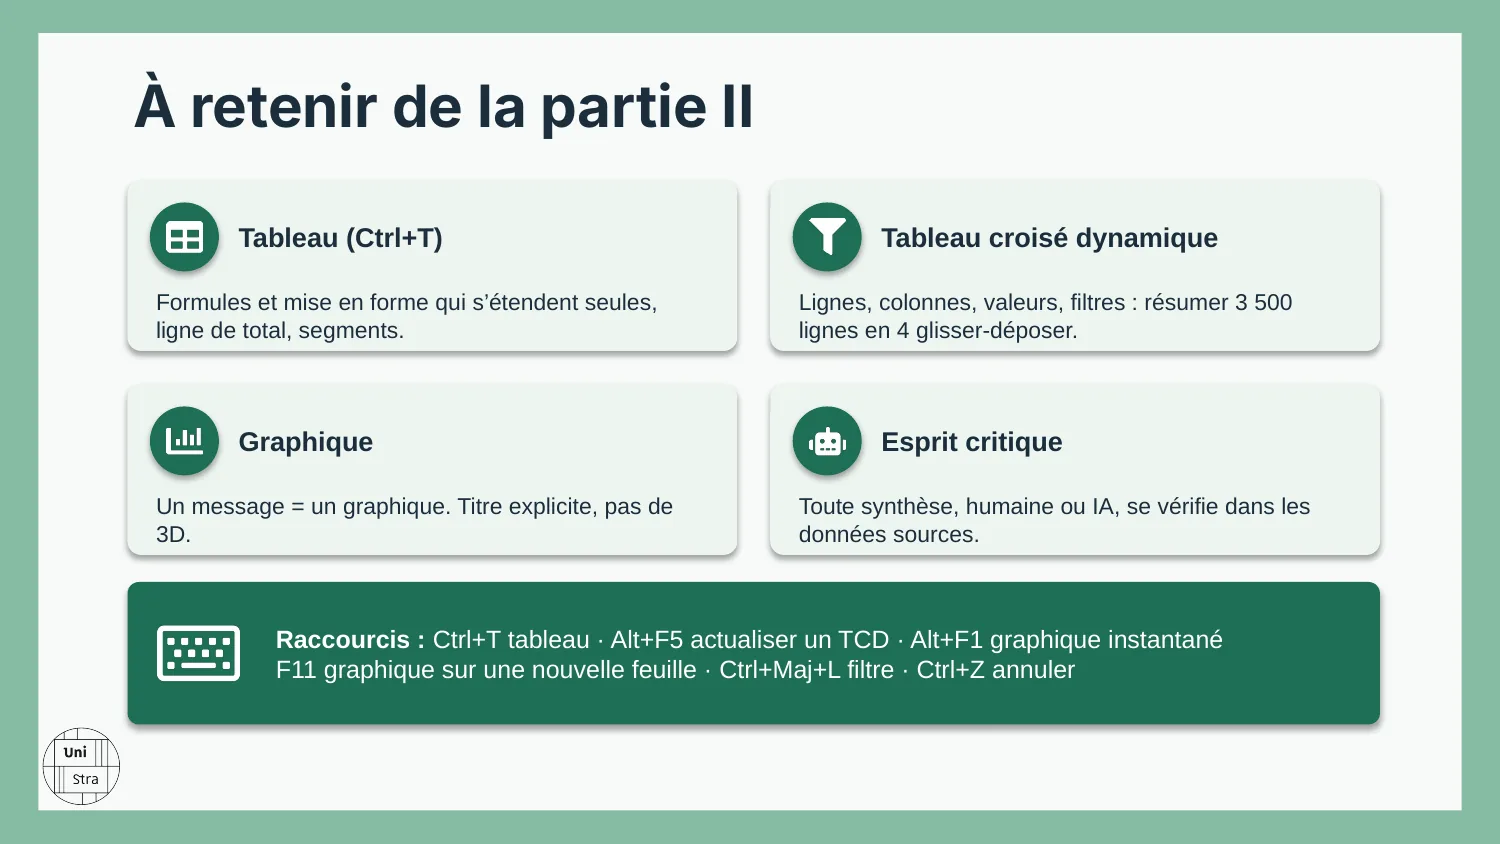 À retenir de la partie II
Tableau (Ctrl+T)
Formules et mise en forme qui s’étendent seules,
ligne de total, segments.
Tableau croisé dynamique
Lignes, colonnes, valeurs, filtres : résumer 3 500
lignes en 4 glisser-déposer.
Graphique
Un message = un graphique. Titre explicite, pas de
3D.
Esprit critique
Toute synthèse, humaine ou IA, se vérifie dans les
données sources.
Raccourcis : Ctrl+T tableau · Alt+F5 actualiser un TCD · Alt+F1 graphique instantané
F11 graphique sur une nouvelle feuille · Ctrl+Maj+L filtre · Ctrl+Z annuler
Uni
Stra